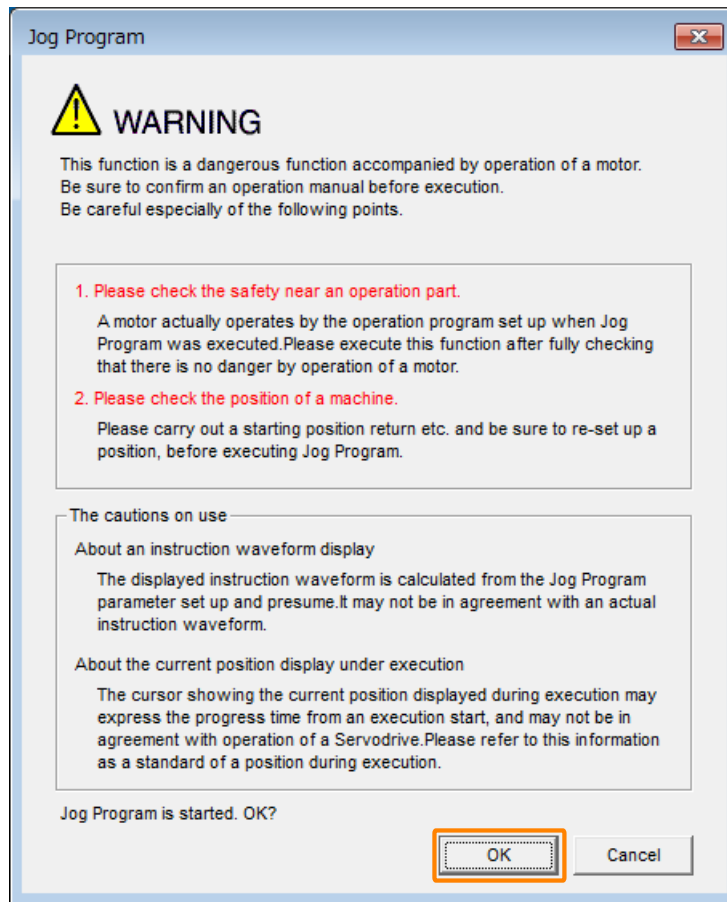 Jog Program
WARNING
This function is a dangerous function accompanied by operation of a motor.
Be sure to confirm an operation manual before execution.
Be careful especially of the following points.
1. Please check the safety near an operation part.
A motor actually operates by the operation program set up when Jog
Program was executed.Please execute this function after fully checking
that there is no danger by operation of a motor.
2. Please check the position of a machine.
Please carry out a starting position return etc. and be sure to re-set up a
position, before executing Jog Program.
The cautions on use
About an instruction waveform display
The displayed instruction waveform is calculated from the Jog Program
parameter set up and presume.It may not be in agreement with an actual
instruction waveform.
About the current position display under execution
The cursor showing the current position displayed during execution may
express the progress time from an execution start, and may not be in
agreement with operation of a Servodrive.Please refer to this information
as a standard of a position during execution.
Jog Program is started. OK?
OK
Cancel